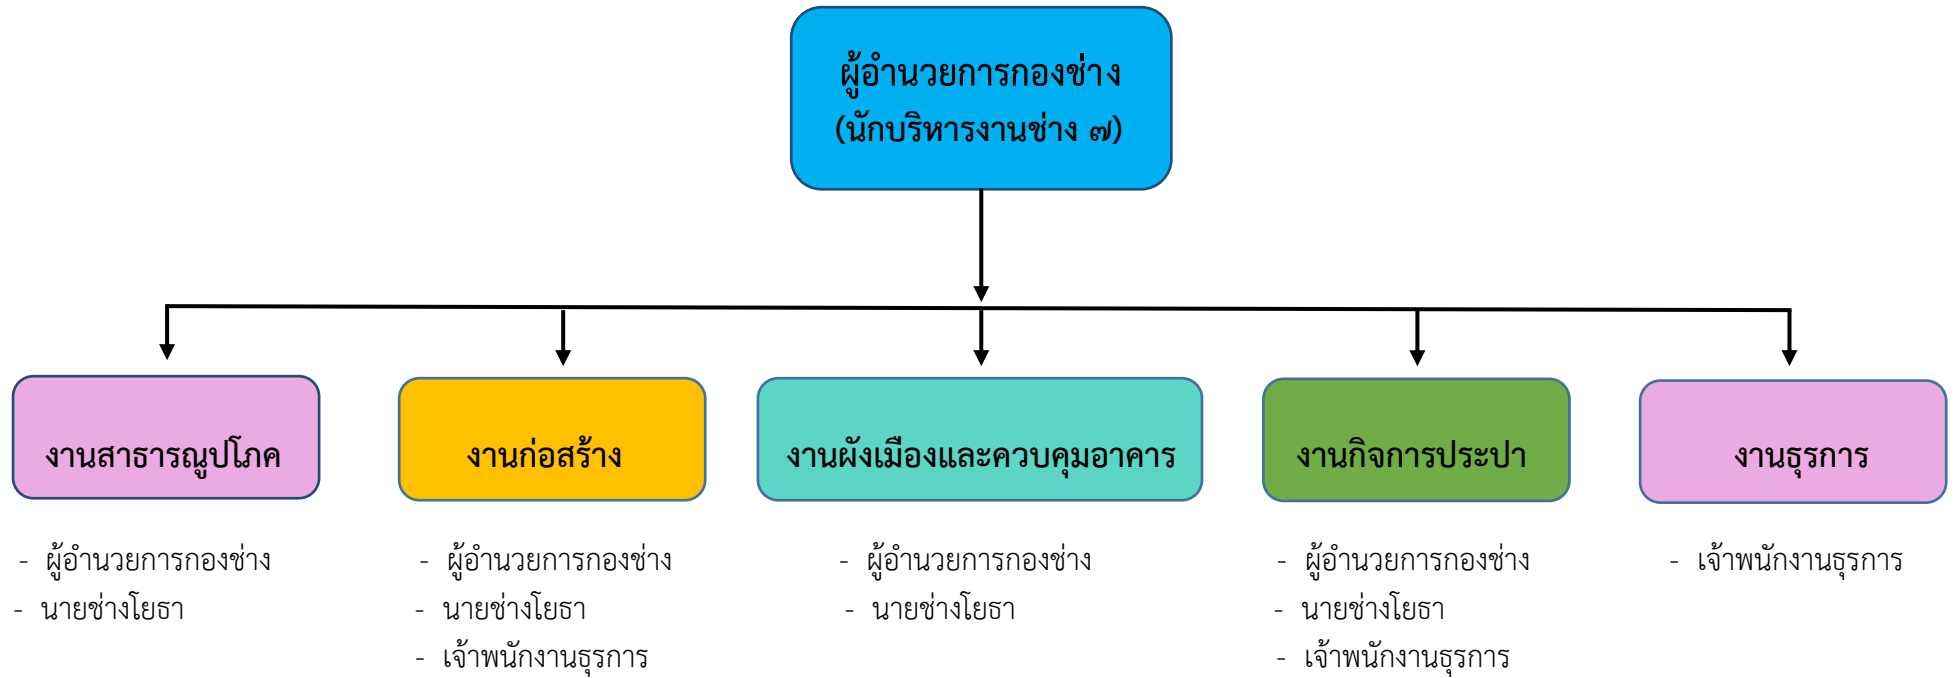 ผู้อำนวยการกองช่าง
(นักบริหารงานช่าง ๗)
งานสาธารณูปโภค
งานก่อสร้าง
งานผังเมืองและควบคุมอาคาร
งานกิจการประปา
งานธุรการ
- ผู้อำนวยการกองช่าง
- นายช่างโยธา
- ผู้อำนวยการกองช่าง
- นายช่างโยธา
- เจ้าพนักงานธุรการ
- ผู้อำนวยการกองช่าง
- นายช่างโยธา
- ผู้อำนวยการกองช่าง
- นายช่างโยธา
- เจ้าพนักงานธุรการ
- เจ้าพนักงานธุรการ